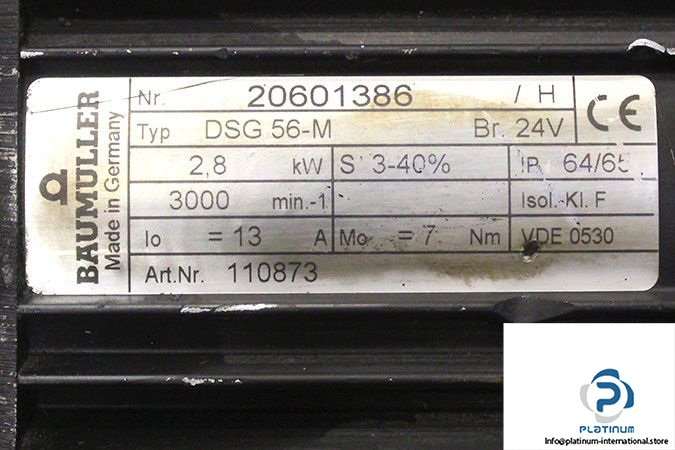 BAUMULLER
Made in Germany
Nr. 20601386 / H
CE
Typ DSG 56-M Br. 24V
2,8 kW S 3-40% IP 64/65
3000 min.-1 Isol.-Kl. F
Io = 13 A Mo = 7 Nm VDE 0530
Art.Nr. 110873
PLATINUM
INTERNATIONAL
Info@platinum-international.store